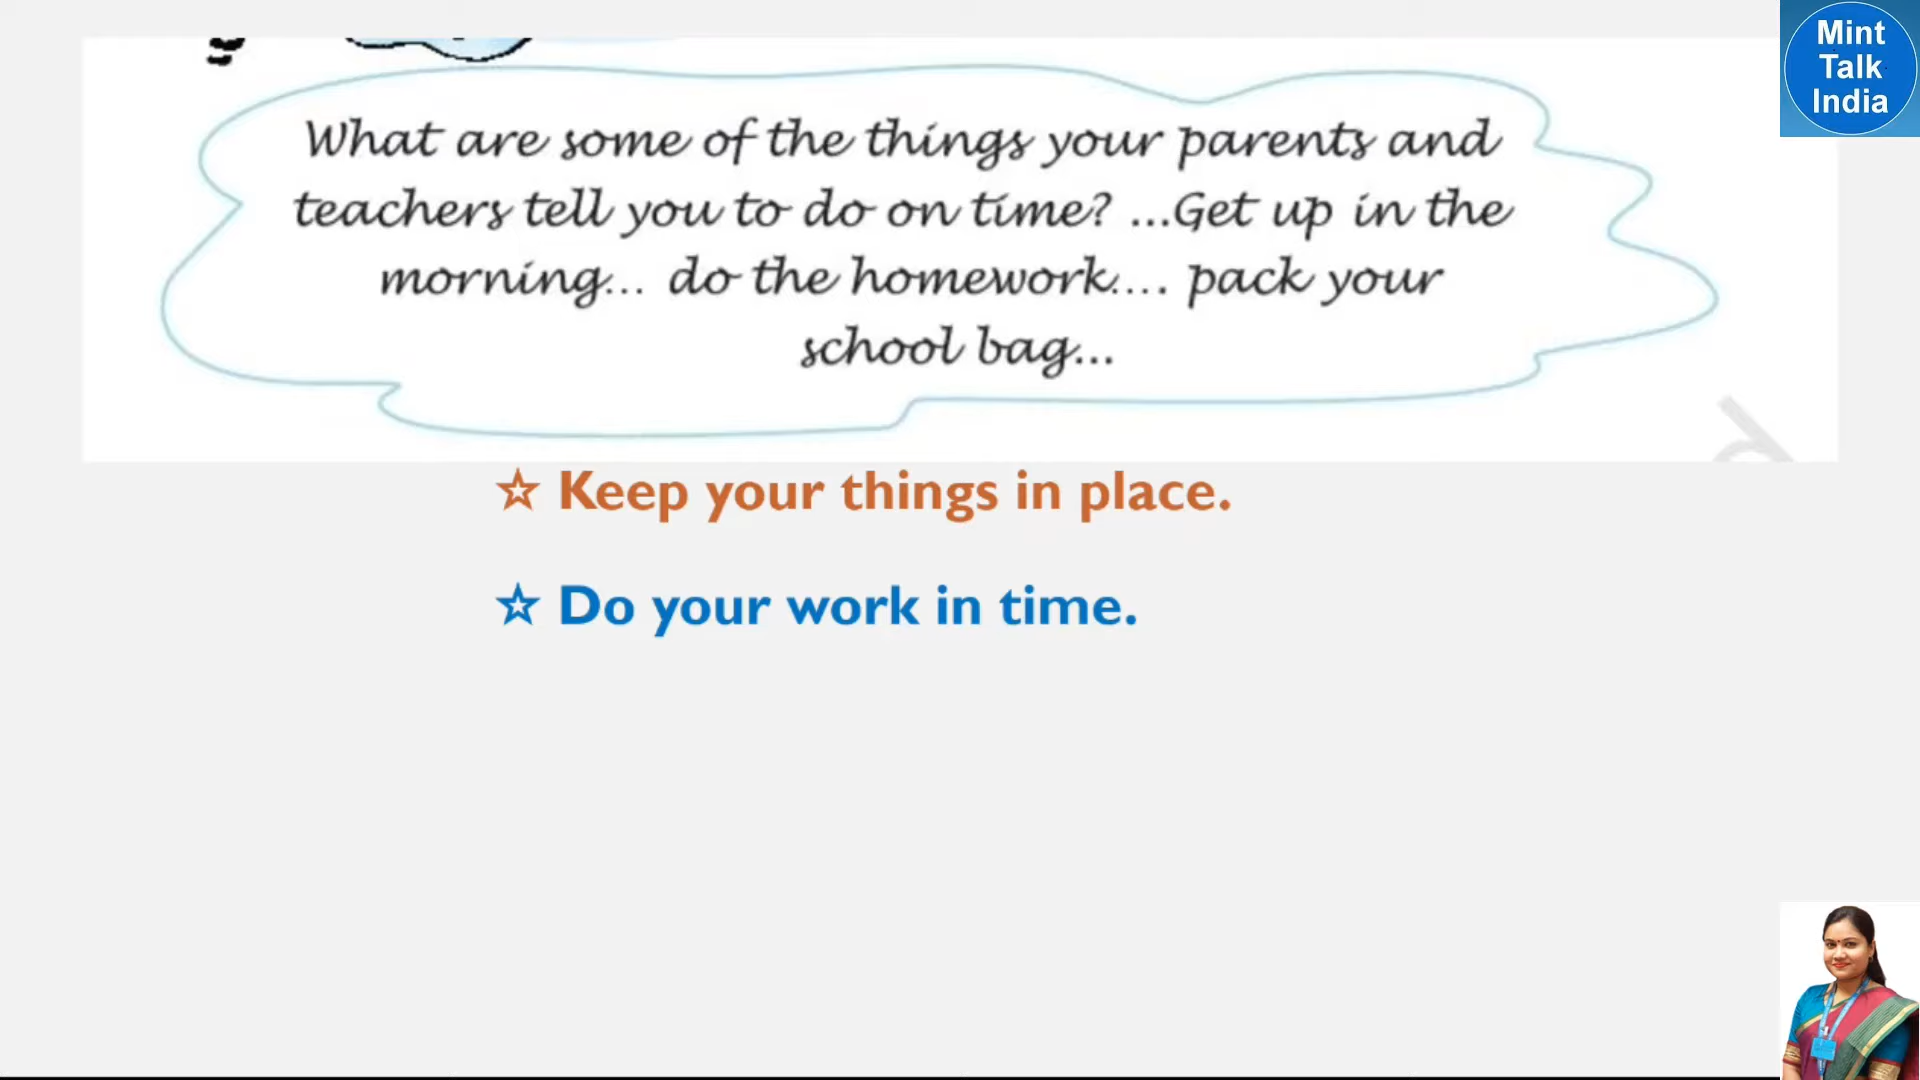 Mint
Talk
India
What are some of the things your parents and
teachers tell you to do on time? ...Get up in the
morning... do the homework.... pack your
school bag...
☆ Keep your things in place.
☆ Do your work in time.